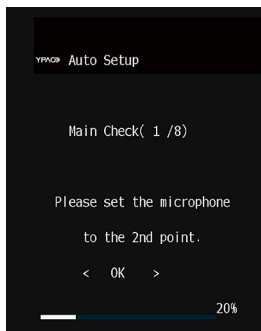 YPAO Auto Setup
Main Check( 1 /8)
Please set the microphone
to the 2nd point.
< OK >
20%